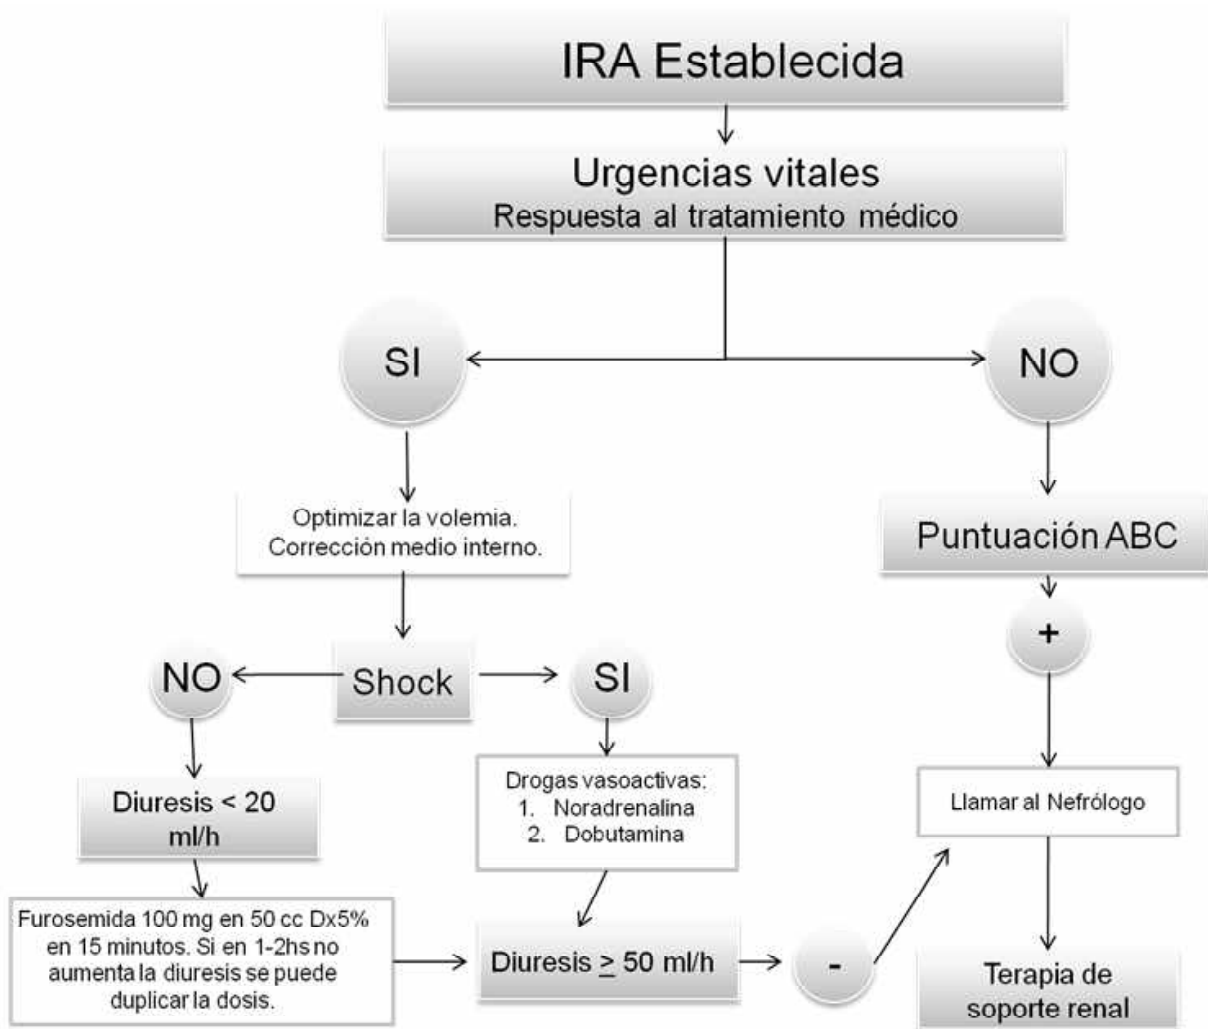 IRA Establecida
Urgencias vitales
Respuesta al tratamiento médico
SI
NO
Optimizar la volemia.
Corrección medio interno.
Puntuación ABC
+
NO
Shock
SI
Diuresis < 20
ml/h
Drogas vasoactivas:
1. Noradrenalina
2. Dobutamina
Llamar al Nefrólogo
Furosemida 100 mg en 50 cc Dx5%
en 15 minutos. Si en 1-2hs no
aumenta la diuresis se puede
duplicar la dosis.
Diuresis ≥ 50 ml/h
-
Terapia de
soporte renal